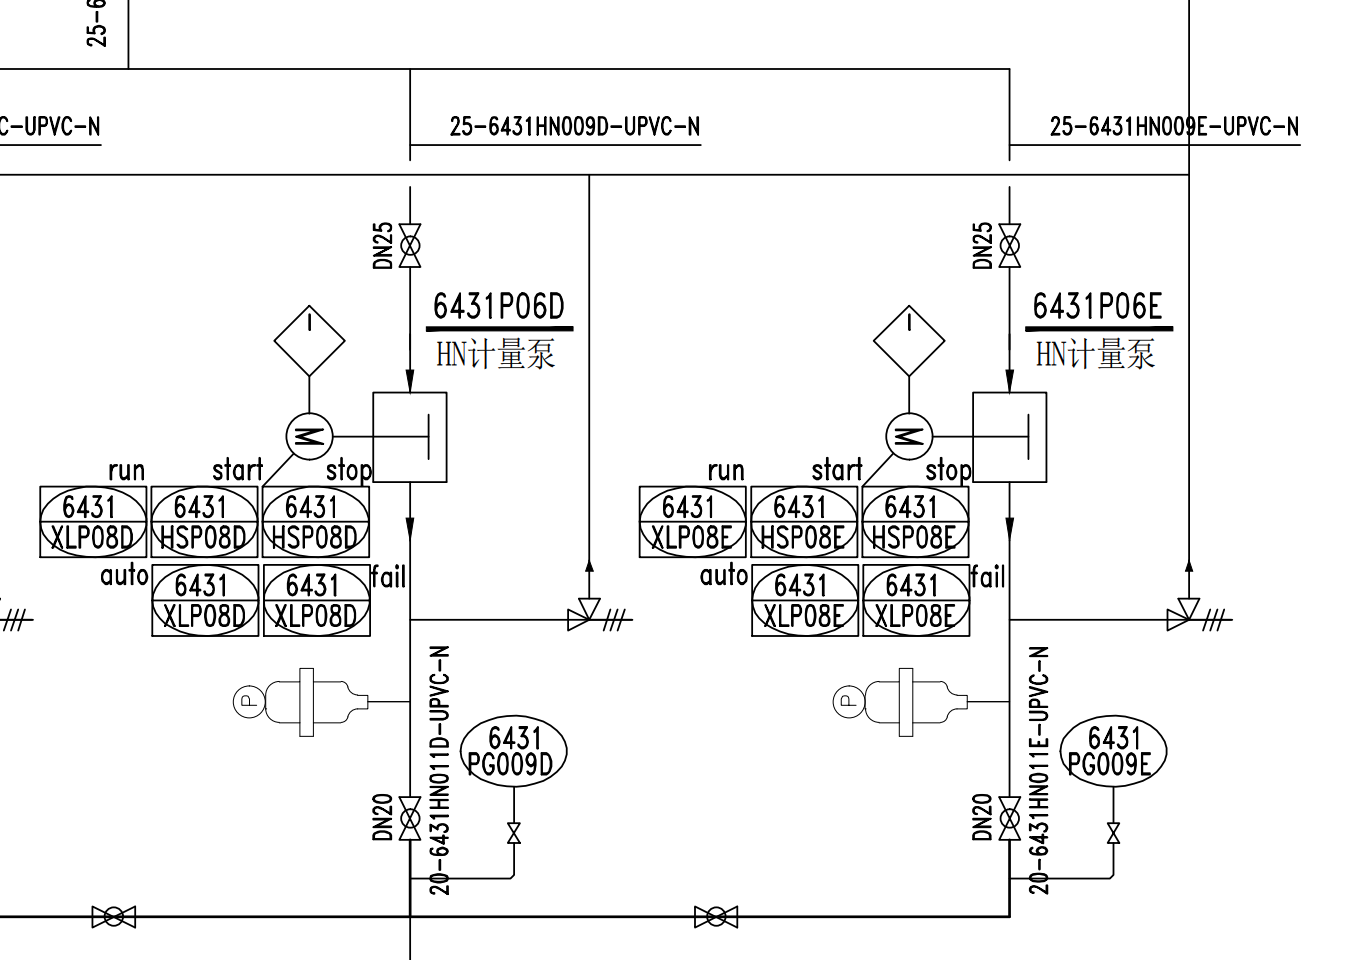 25-6
C-UPVC-N
25-6431HN009D-UPVC-N
25-6431HN009E-UPVC-N
DN25
6431P06D
HN计量泵
DN25
6431P06E
HN计量泵
I
M
I
M
run
start
stop
run
start
stop
6431
XLP08D
6431
HSP08D
6431
HSP08D
6431
XLP08E
6431
HSP08E
6431
HSP08E
auto
6431
XLP08D
6431
XLP08D
fail
auto
6431
XLP08E
6431
XLP08E
fail
P
20-6431HN011D-UPVC-N
6431
PG009D
DN20
P
20-6431HN011E-UPVC-N
6431
PG009E
DN20